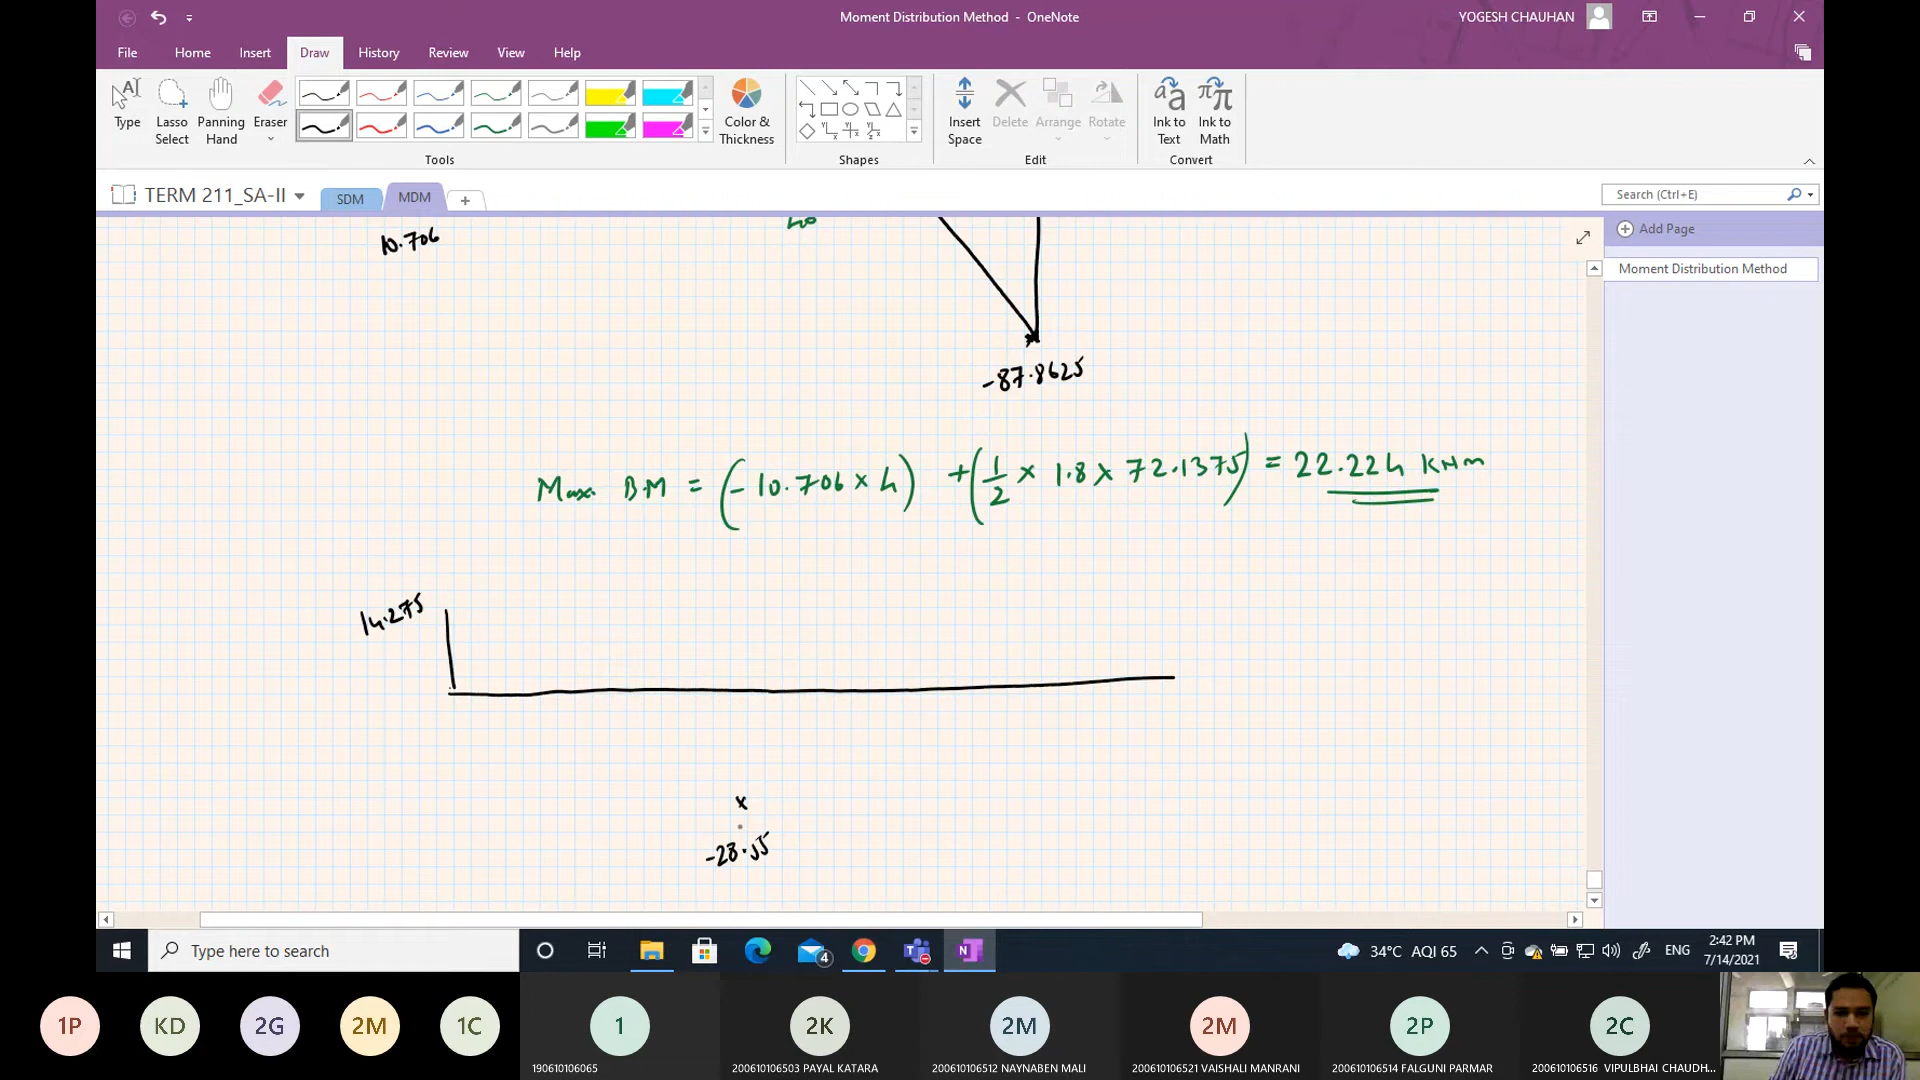 Moment Distribution Method - OneNote
YOGESH CHAUHAN
File Home Insert Draw History Review View Help
Type
Lasso Select
Panning Hand
Eraser
Color & Thickness
Insert Space
Delete
Arrange
Rotate
Ink to Text
Ink to Math
Tools
Shapes
Edit
Convert
TERM 211_SA-II
SDM
MDM
Search (Ctrl+E)
Add Page
Moment Distribution Method
10.706
-87.8625
Max. B.M = (-10.706 x 4) + (1/2 x 1.8 x 72.1375) = 22.224 KNm
14.275
x
-28.55
Type here to search
4
34°C AQI 65
ENG
2:42 PM
7/14/2021
1P
KD
2G
2M
1C
1
2K
2M
2M
2P
2C
190610106065
200610106503 PAYAL KATARA
200610106512 NAYNABEN MALI
200610106521 VAISHALI MANRANI
200610106514 FALGUNI PARMAR
200610106516 VIPULBHAI CHAUDH...